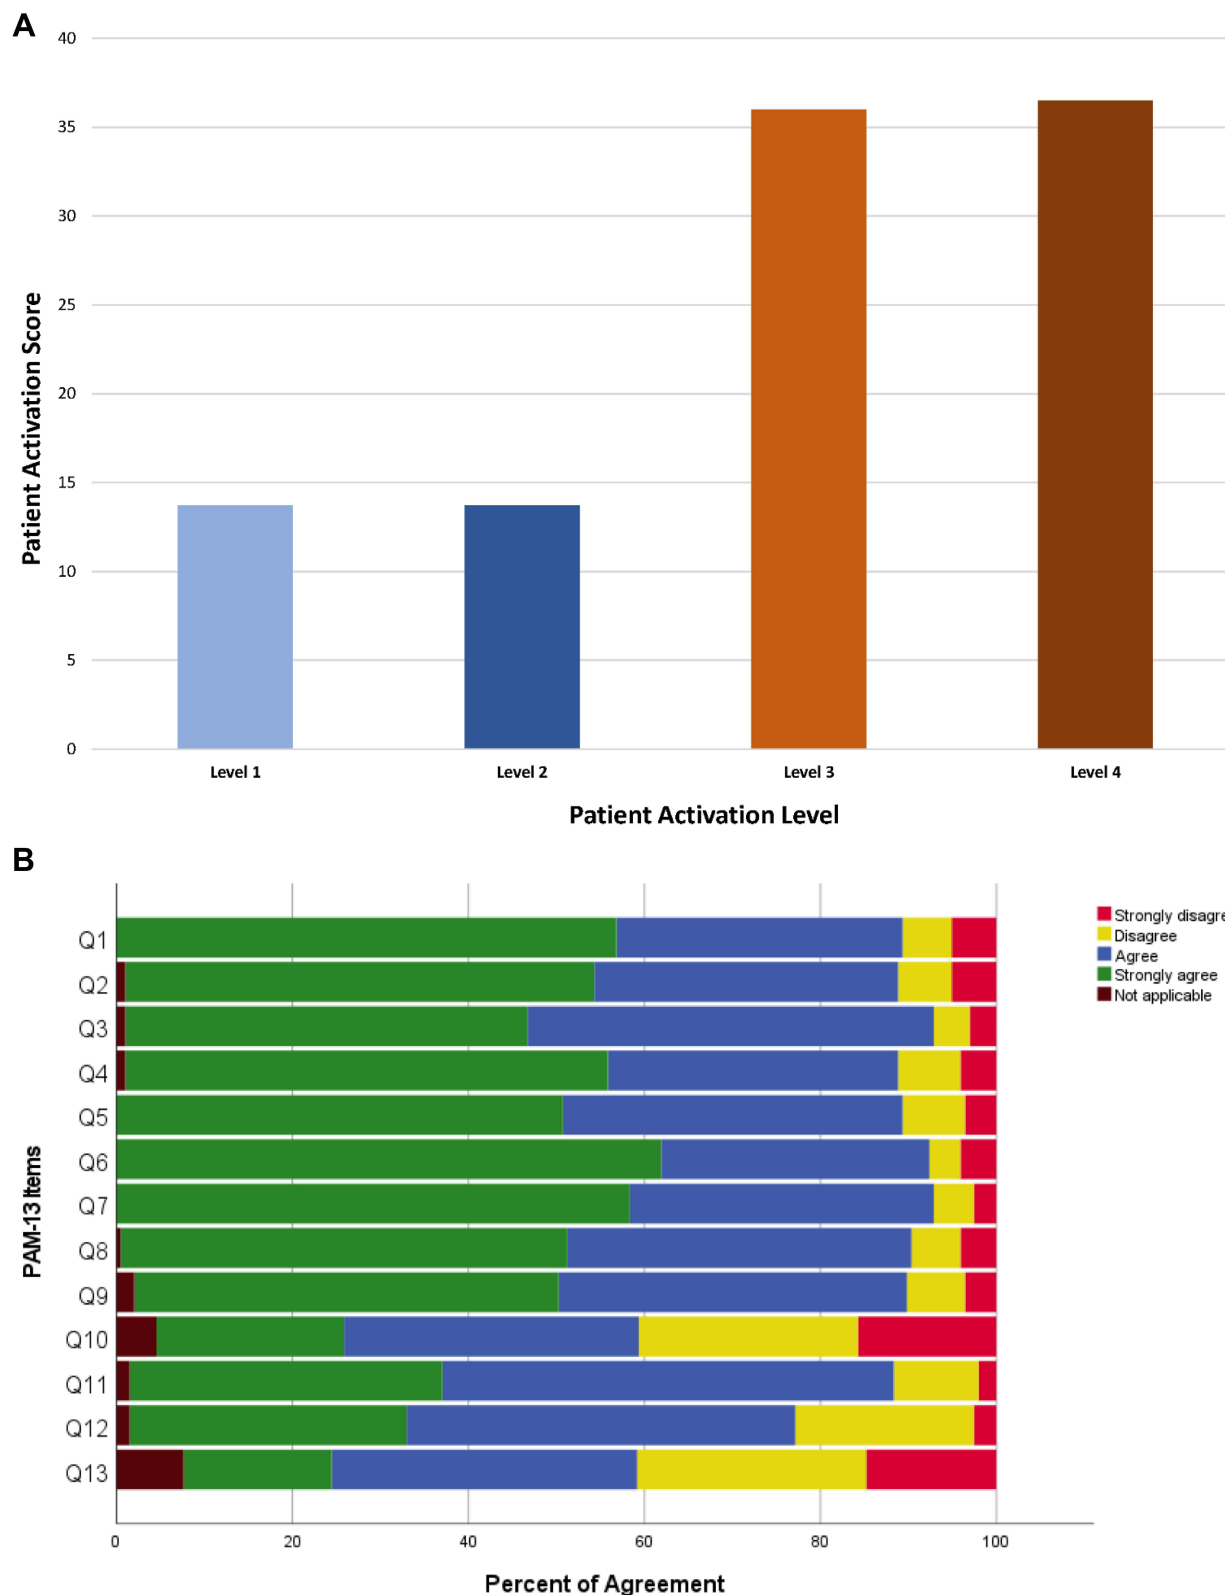 A
40
35
30
25
20
15
10
5
0
Patient Activation Score
Level 1 Level 2 Level 3 Level 4
Patient Activation Level
B
Q1
Q2
Q3
Q4
Q5
Q6
Q7
Q8
Q9
Q10
Q11
Q12
Q13
PAM-13 Items
0 20 40 60 80 100
Percent of Agreement
Strongly disagre
Disagree
Agree
Strongly agree
Not applicable